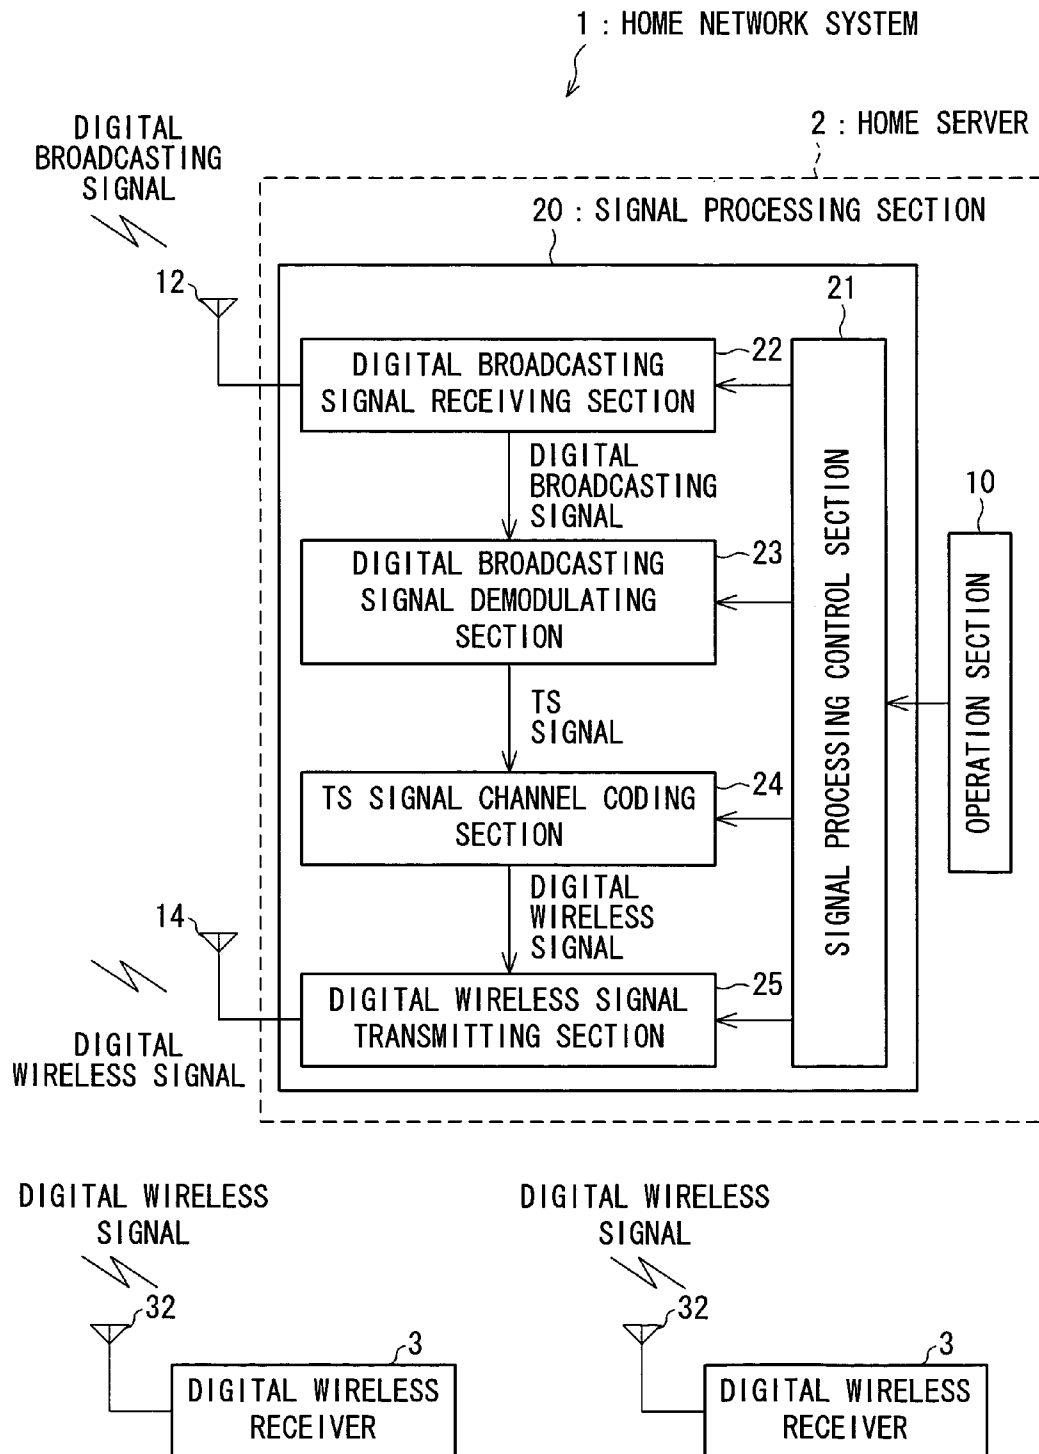 1 : HOME NETWORK SYSTEM
2 : HOME SERVER
DIGITAL
BROADCASTING
SIGNAL
20 : SIGNAL PROCESSING SECTION
12
21
22
DIGITAL BROADCASTING
SIGNAL RECEIVING SECTION
DIGITAL
BROADCASTING
SIGNAL
23
DIGITAL BROADCASTING
SIGNAL DEMODULATING
SECTION
TS
SIGNAL
24
TS SIGNAL CHANNEL CODING
SECTION
DIGITAL
WIRELESS
SIGNAL
25
DIGITAL WIRELESS SIGNAL
TRANSMITTING SECTION
SIGNAL PROCESSING CONTROL SECTION
10
OPERATION SECTION
14
DIGITAL
WIRELESS SIGNAL
DIGITAL WIRELESS
SIGNAL
32
3
DIGITAL WIRELESS
RECEIVER
DIGITAL WIRELESS
SIGNAL
32
3
DIGITAL WIRELESS
RECEIVER